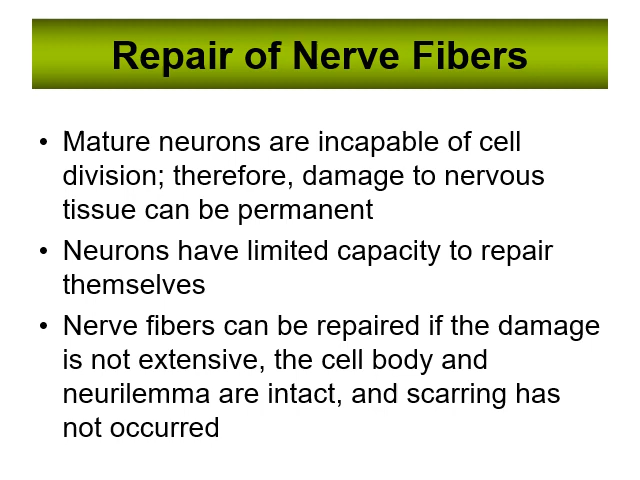 Repair of Nerve Fibers
• Mature neurons are incapable of cell
division; therefore, damage to nervous
tissue can be permanent
• Neurons have limited capacity to repair
themselves
• Nerve fibers can be repaired if the damage
is not extensive, the cell body and
neurilemma are intact, and scarring has
not occurred